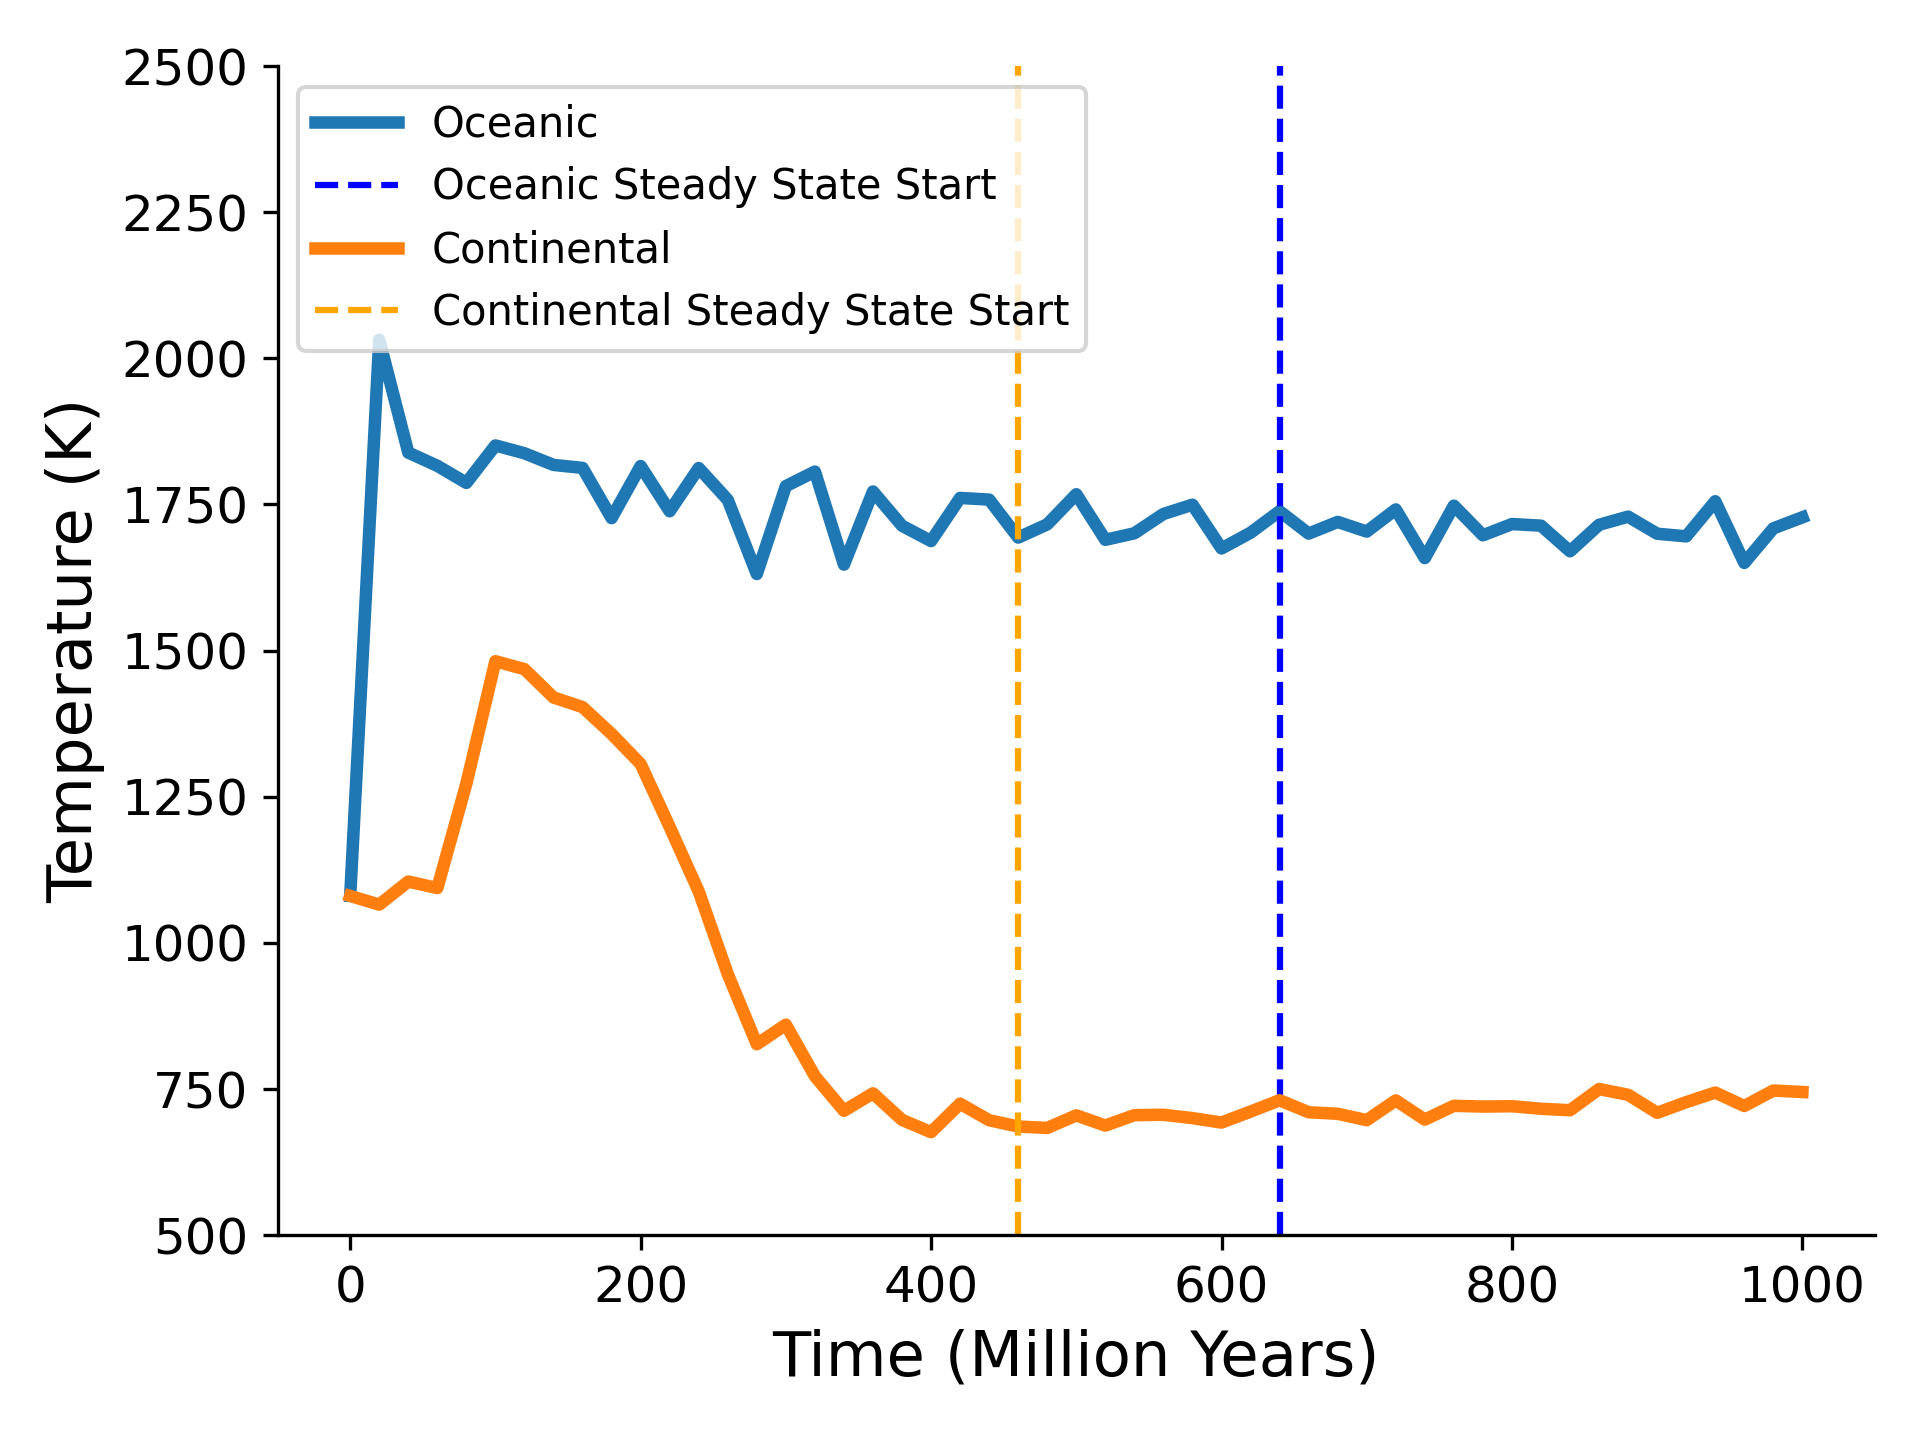 2500
2250
2000
1750
1500
1250
1000
750
500
Temperature (K)
Oceanic
Oceanic Steady State Start
Continental
Continental Steady State Start
0 200 400 600 800 1000
Time (Million Years)